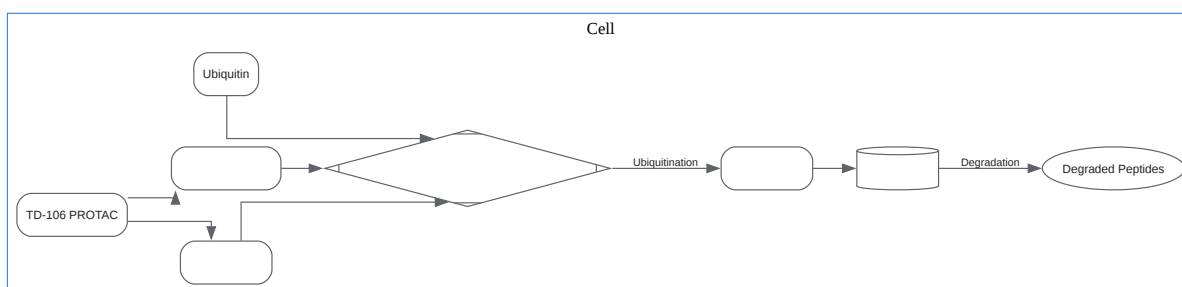 Cell
Ubiquitin
Ubiquitination
Degradation
Degraded Peptides
TD-106 PROTAC